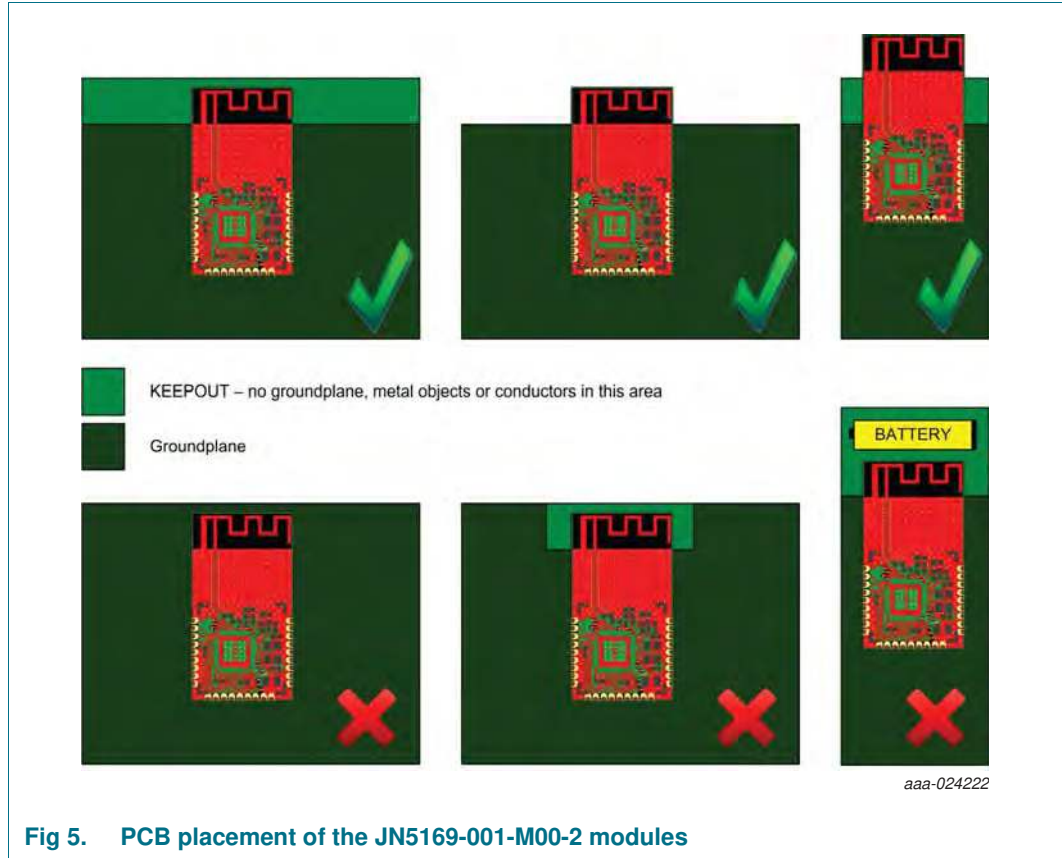 KEEPOUT – no groundplane, metal objects or conductors in this area
Groundplane
BATTERY
aaa-024222
Fig 5. PCB placement of the JN5169-001-M00-2 modules